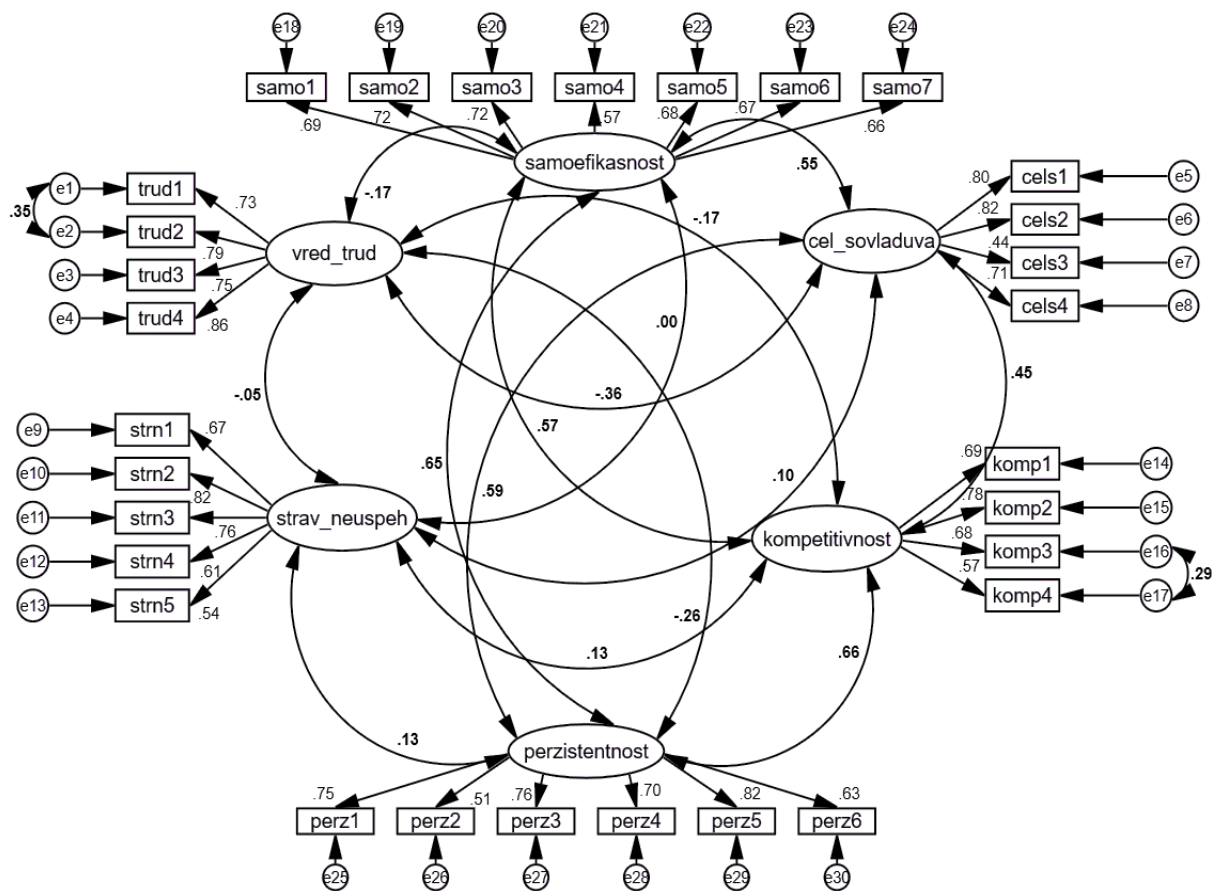 e18 e19 e20 e21 e22 e23 e24
samo1 samo2 samo3 samo4 samo5 samo6 samo7
.69 .72 .72 .57 .68 .67 .66
samoefikasnost
-.17 .55 -.17
e1 trud1 .73
.35
e2 trud2 .79
e3 trud3 .75
e4 trud4 .86
vred_trud
cel_sovladuva
.80 cels1 e5
.82 cels2 e6
.44 cels3 e7
.71 cels4 e8
.00
-.05 -.36 .45
.57
.65 .59 .10
e9 strn1 .67
e10 strn2 .82
e11 strn3 .76
e12 strn4 .61
e13 strn5 .54
strav_neuspeh
kompetitivnost
.69 komp1 e14
.78 komp2 e15
.68 komp3 e16
.57 komp4 e17
.29
-.26
.13 .66
.13
perzistentnost
.75 .51 .76 .70 .82 .63
perz1 perz2 perz3 perz4 perz5 perz6
e25 e26 e27 e28 e29 e30